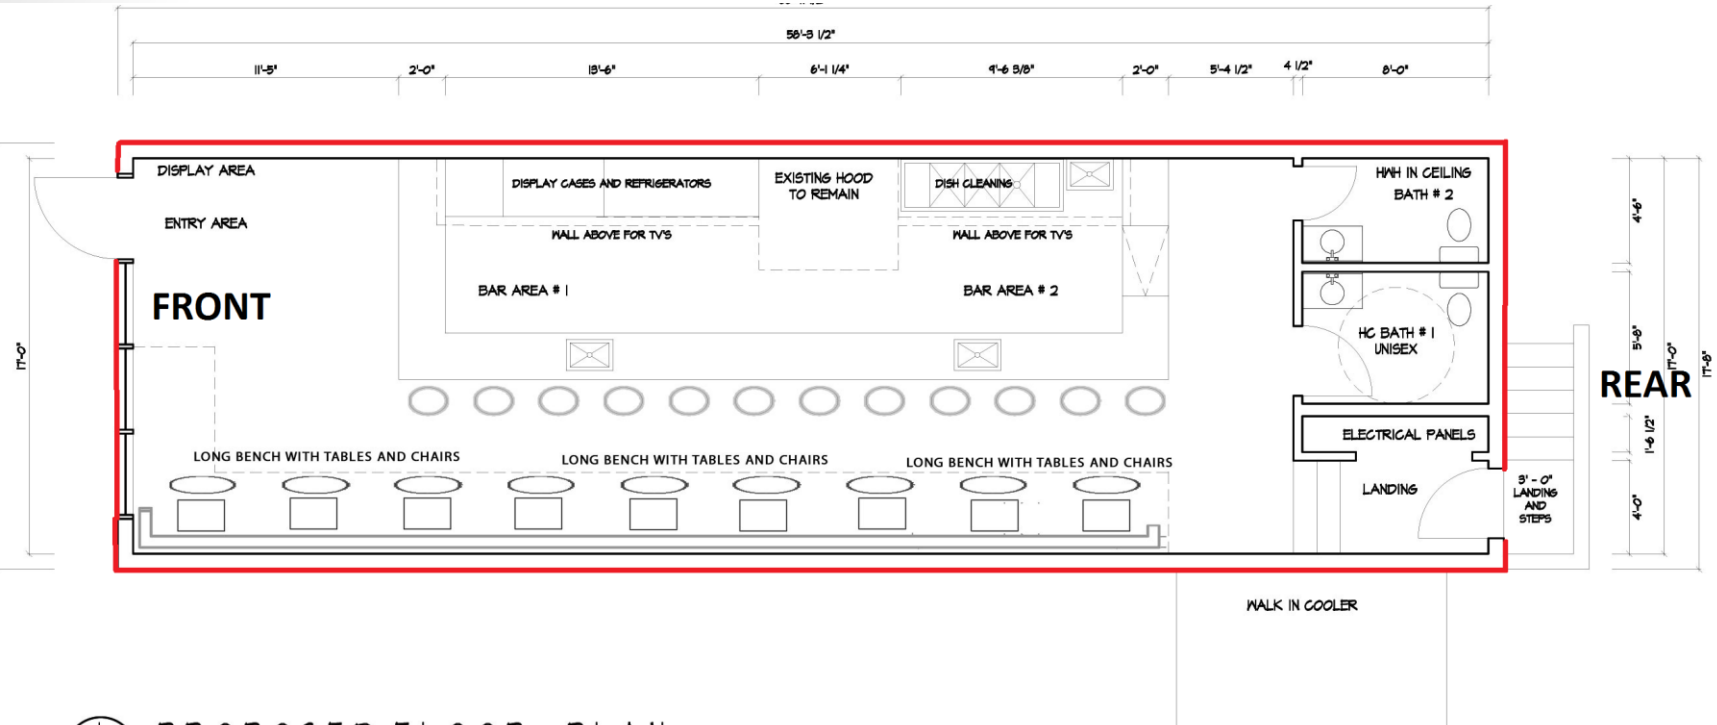 58'-3 1/2"
11'-5"
2'-0"
13'-6"
6'-1 1/4"
9'-6 5/8"
2'-0"
5'-4 1/2"
4 1/2"
8'-0"
DISPLAY AREA
ENTRY AREA
FRONT
DISPLAY CASES AND REFRIGERATORS
EXISTING HOOD
TO REMAIN
DISH CLEANING
HWH IN CEILING
BATH # 2
WALL ABOVE FOR TV'S
WALL ABOVE FOR TV'S
BAR AREA # 1
BAR AREA # 2
HC BATH # 1
UNISEX
17'-0"
4'-6"
5'-8"
17'-0"
17'-8"
REAR
1'-6 1/2"
4'-0"
ELECTRICAL PANELS
LONG BENCH WITH TABLES AND CHAIRS
LONG BENCH WITH TABLES AND CHAIRS
LONG BENCH WITH TABLES AND CHAIRS
LANDING
3' - 0"
LANDING
AND
STEPS
WALK IN COOLER